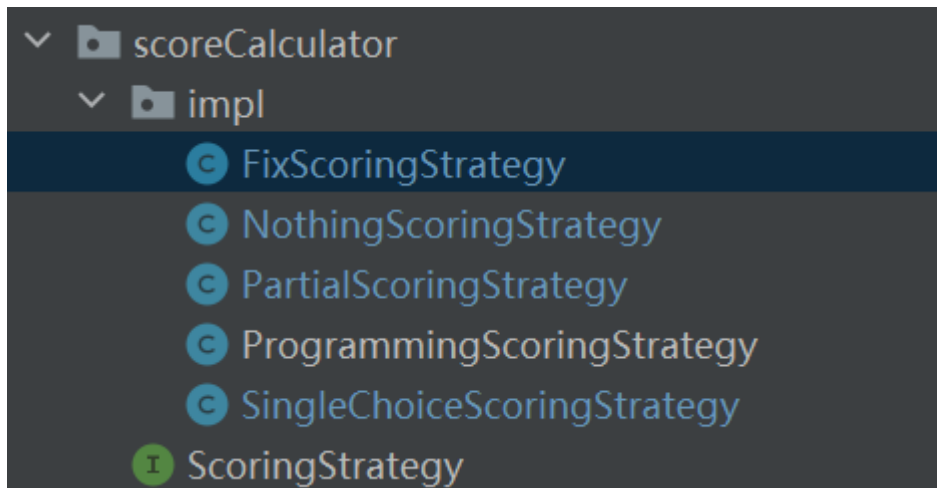 scoreCalculator
impl
C FixScoringStrategy
C NothingScoringStrategy
C PartialScoringStrategy
C ProgrammingScoringStrategy
C SingleChoiceScoringStrategy
I ScoringStrategy